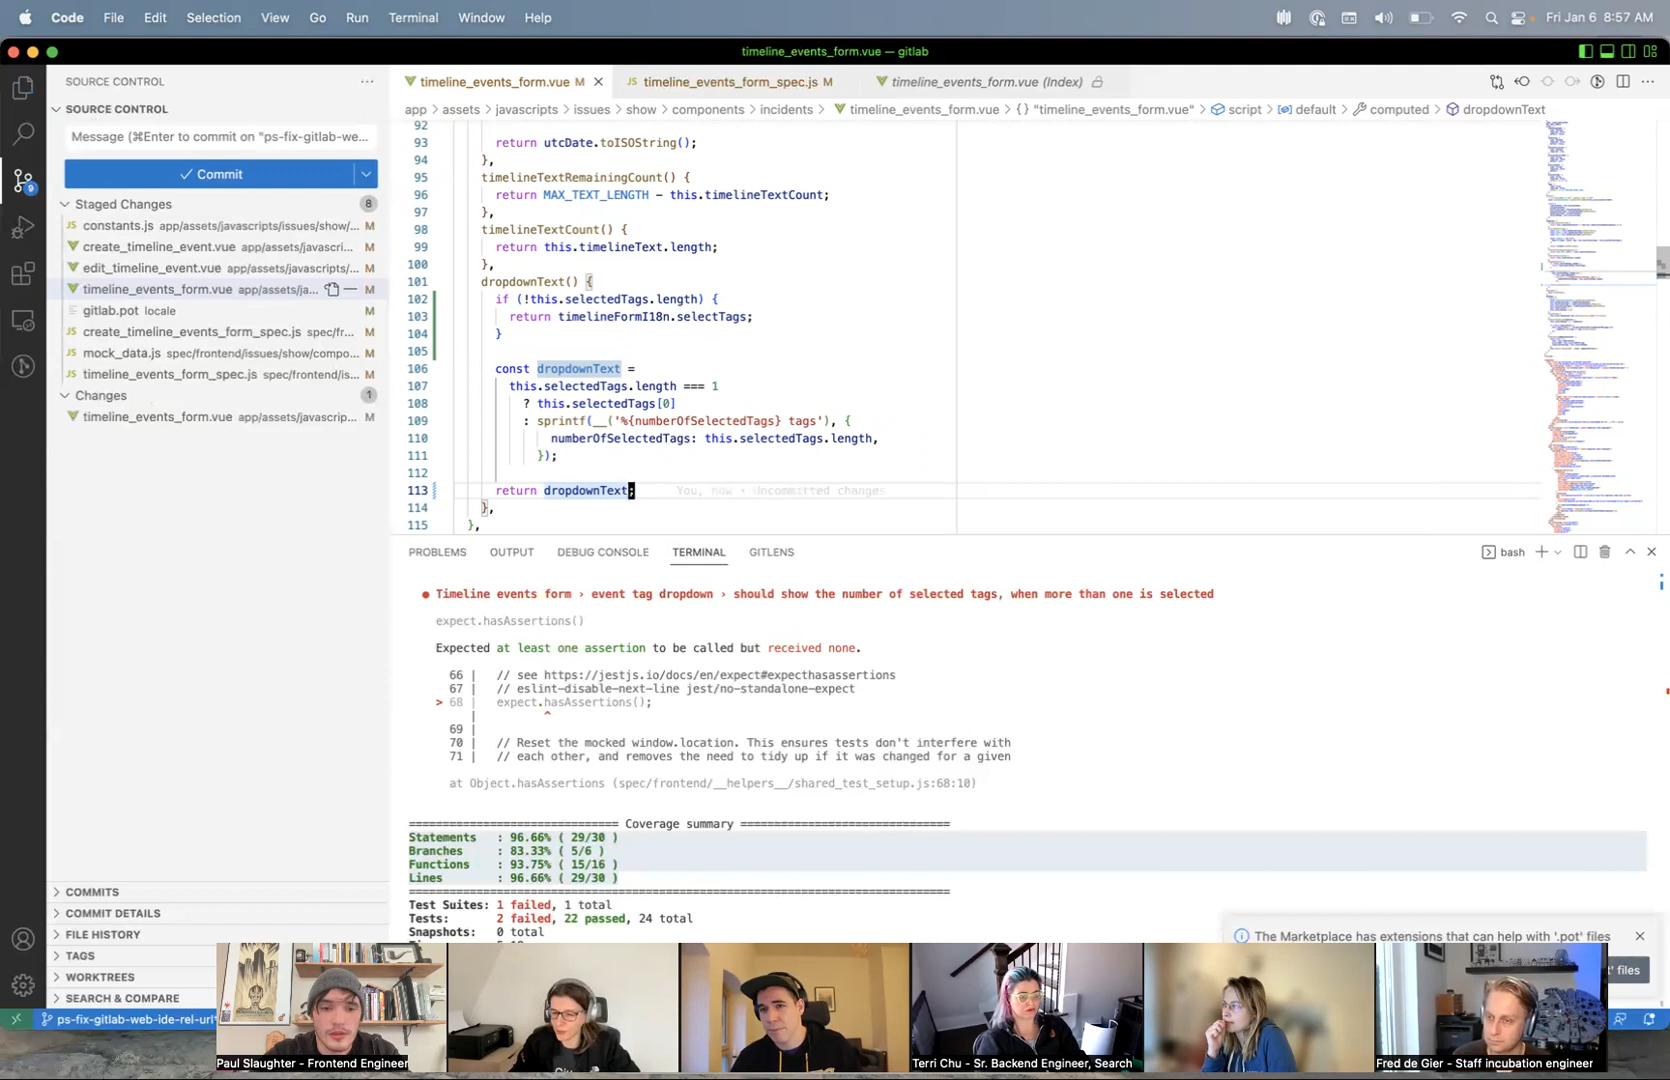 Code File Edit Selection View Go Run Terminal Window Help Fri Jan 6 8:57 AM
timeline_events_form.vue — gitlab
SOURCE CONTROL ...
timeline_events_form.vue M
timeline_events_form_spec.js M
timeline_events_form.vue (Index)
SOURCE CONTROL
app > assets > javascripts > issues > show > components > incidents > timeline_events_form.vue > {} "timeline_events_form.vue" > script > default > computed > dropdownText
Message (⌘Enter to commit on "ps-fix-gitlab-we...
Commit
Staged Changes 8
constants.js app/assets/javascripts/issues/show/... M
create_timeline_event.vue app/assets/javascri... M
edit_timeline_event.vue app/assets/javascripts/... M
timeline_events_form.vue app/assets/ja... M
gitlab.pot locale M
create_timeline_events_form_spec.js spec/fr... M
mock_data.js spec/frontend/issues/show/compo... M
timeline_events_form_spec.js spec/frontend/is... M
Changes 1
timeline_events_form.vue app/assets/javascrip... M
92
93 return utcDate.toISOString();
94 },
95 timelineTextRemainingCount() {
96 return MAX_TEXT_LENGTH - this.timelineTextCount;
97 },
98 timelineTextCount() {
99 return this.timelineText.length;
100 },
101 dropdownText() {
102 if (!this.selectedTags.length) {
103 return timelineFormI18n.selectTags;
104 }
105
106 const dropdownText =
107 this.selectedTags.length === 1
108 ? this.selectedTags[0]
109 : sprintf(__('%{numberOfSelectedTags} tags'), {
110 numberOfSelectedTags: this.selectedTags.length,
111 });
112
113 return dropdownText; You, now • Uncommitted changes
114 },
115 },
PROBLEMS OUTPUT DEBUG CONSOLE TERMINAL GITLENS bash
● Timeline events form › event tag dropdown › should show the number of selected tags, when more than one is selected
expect.hasAssertions()
Expected at least one assertion to be called but received none.
66 | // see https://jestjs.io/docs/en/expect#expecthasassertions
67 | // eslint-disable-next-line jest/no-standalone-expect
> 68 | expect.hasAssertions();
| ^
69 |
70 | // Reset the mocked window.location. This ensures tests don't interfere with
71 | // each other, and removes the need to tidy up if it was changed for a given
at Object.hasAssertions (spec/frontend/__helpers__/shared_test_setup.js:68:10)
============================== Coverage summary ==============================
Statements : 96.66% ( 29/30 )
Branches : 83.33% ( 5/6 )
Functions : 93.75% ( 15/16 )
Lines : 96.66% ( 29/30 )
================================================================================
Test Suites: 1 failed, 1 total
Tests: 2 failed, 22 passed, 24 total
Snapshots: 0 total
COMMITS
COMMIT DETAILS
FILE HISTORY
TAGS
WORKTREES
SEARCH & COMPARE
The Marketplace has extensions that can help with '.pot' files
t' files
ps-fix-gitlab-web-ide-rel-url*
9
Paul Slaughter - Frontend Engineer
Terri Chu - Sr. Backend Engineer, Search
Fred de Gier - Staff incubation engineer